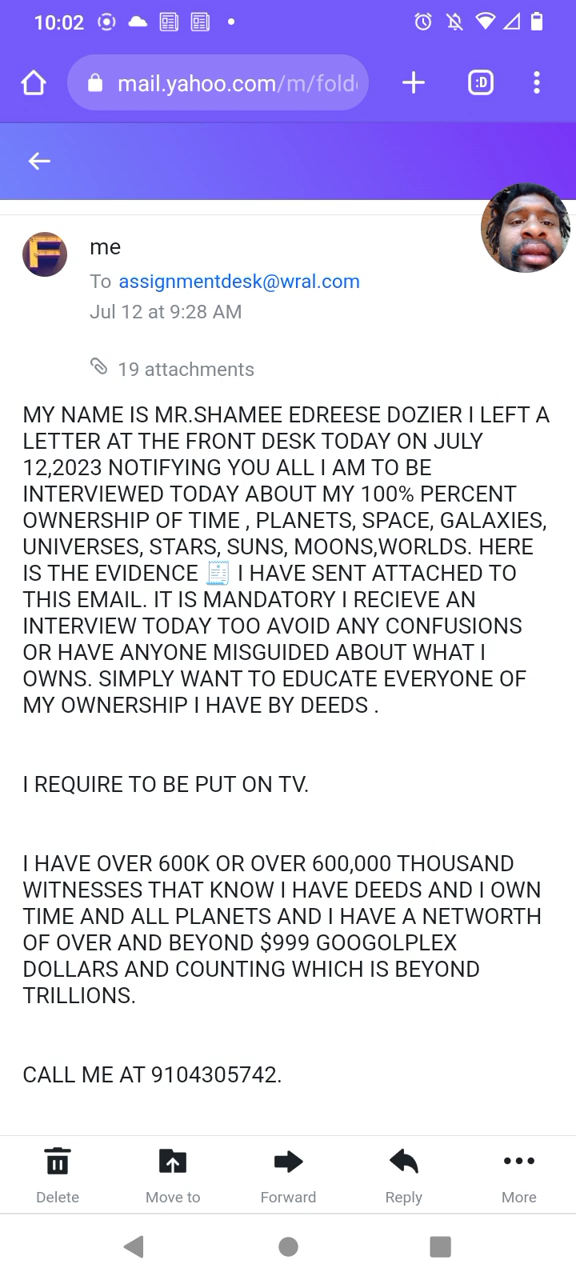 10:02
:D
mail.yahoo.com/m/fold
F
me
To assignmentdesk@wral.com
Jul 12 at 9:28 AM
19 attachments
MY NAME IS MR.SHAMEE EDREESE DOZIER I LEFT A
LETTER AT THE FRONT DESK TODAY ON JULY
12,2023 NOTIFYING YOU ALL I AM TO BE
INTERVIEWED TODAY ABOUT MY 100% PERCENT
OWNERSHIP OF TIME , PLANETS, SPACE, GALAXIES,
UNIVERSES, STARS, SUNS, MOONS,WORLDS. HERE
IS THE EVIDENCE 🧾 I HAVE SENT ATTACHED TO
THIS EMAIL. IT IS MANDATORY I RECIEVE AN
INTERVIEW TODAY TOO AVOID ANY CONFUSIONS
OR HAVE ANYONE MISGUIDED ABOUT WHAT I
OWNS. SIMPLY WANT TO EDUCATE EVERYONE OF
MY OWNERSHIP I HAVE BY DEEDS .
I REQUIRE TO BE PUT ON TV.
I HAVE OVER 600K OR OVER 600,000 THOUSAND
WITNESSES THAT KNOW I HAVE DEEDS AND I OWN
TIME AND ALL PLANETS AND I HAVE A NETWORTH
OF OVER AND BEYOND $999 GOOGOLPLEX
DOLLARS AND COUNTING WHICH IS BEYOND
TRILLIONS.
CALL ME AT 9104305742.
Delete
Move to
Forward
Reply
More